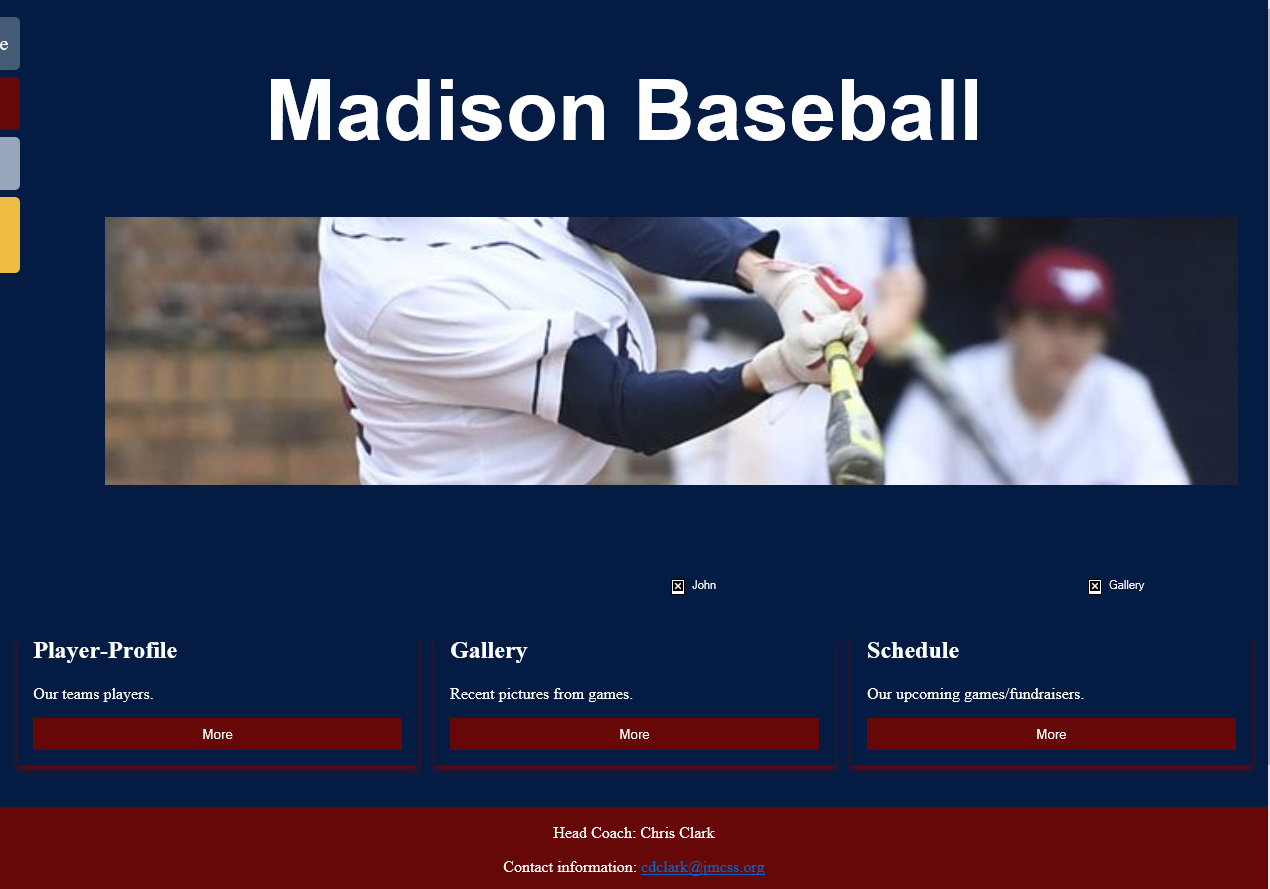 e
Madison Baseball
John
Gallery
Player-Profile
Gallery
Schedule
Our teams players.
Recent pictures from games.
Our upcoming games/fundraisers.
More
More
More
Head Coach: Chris Clark
Contact information: cdclark@jmcss.org